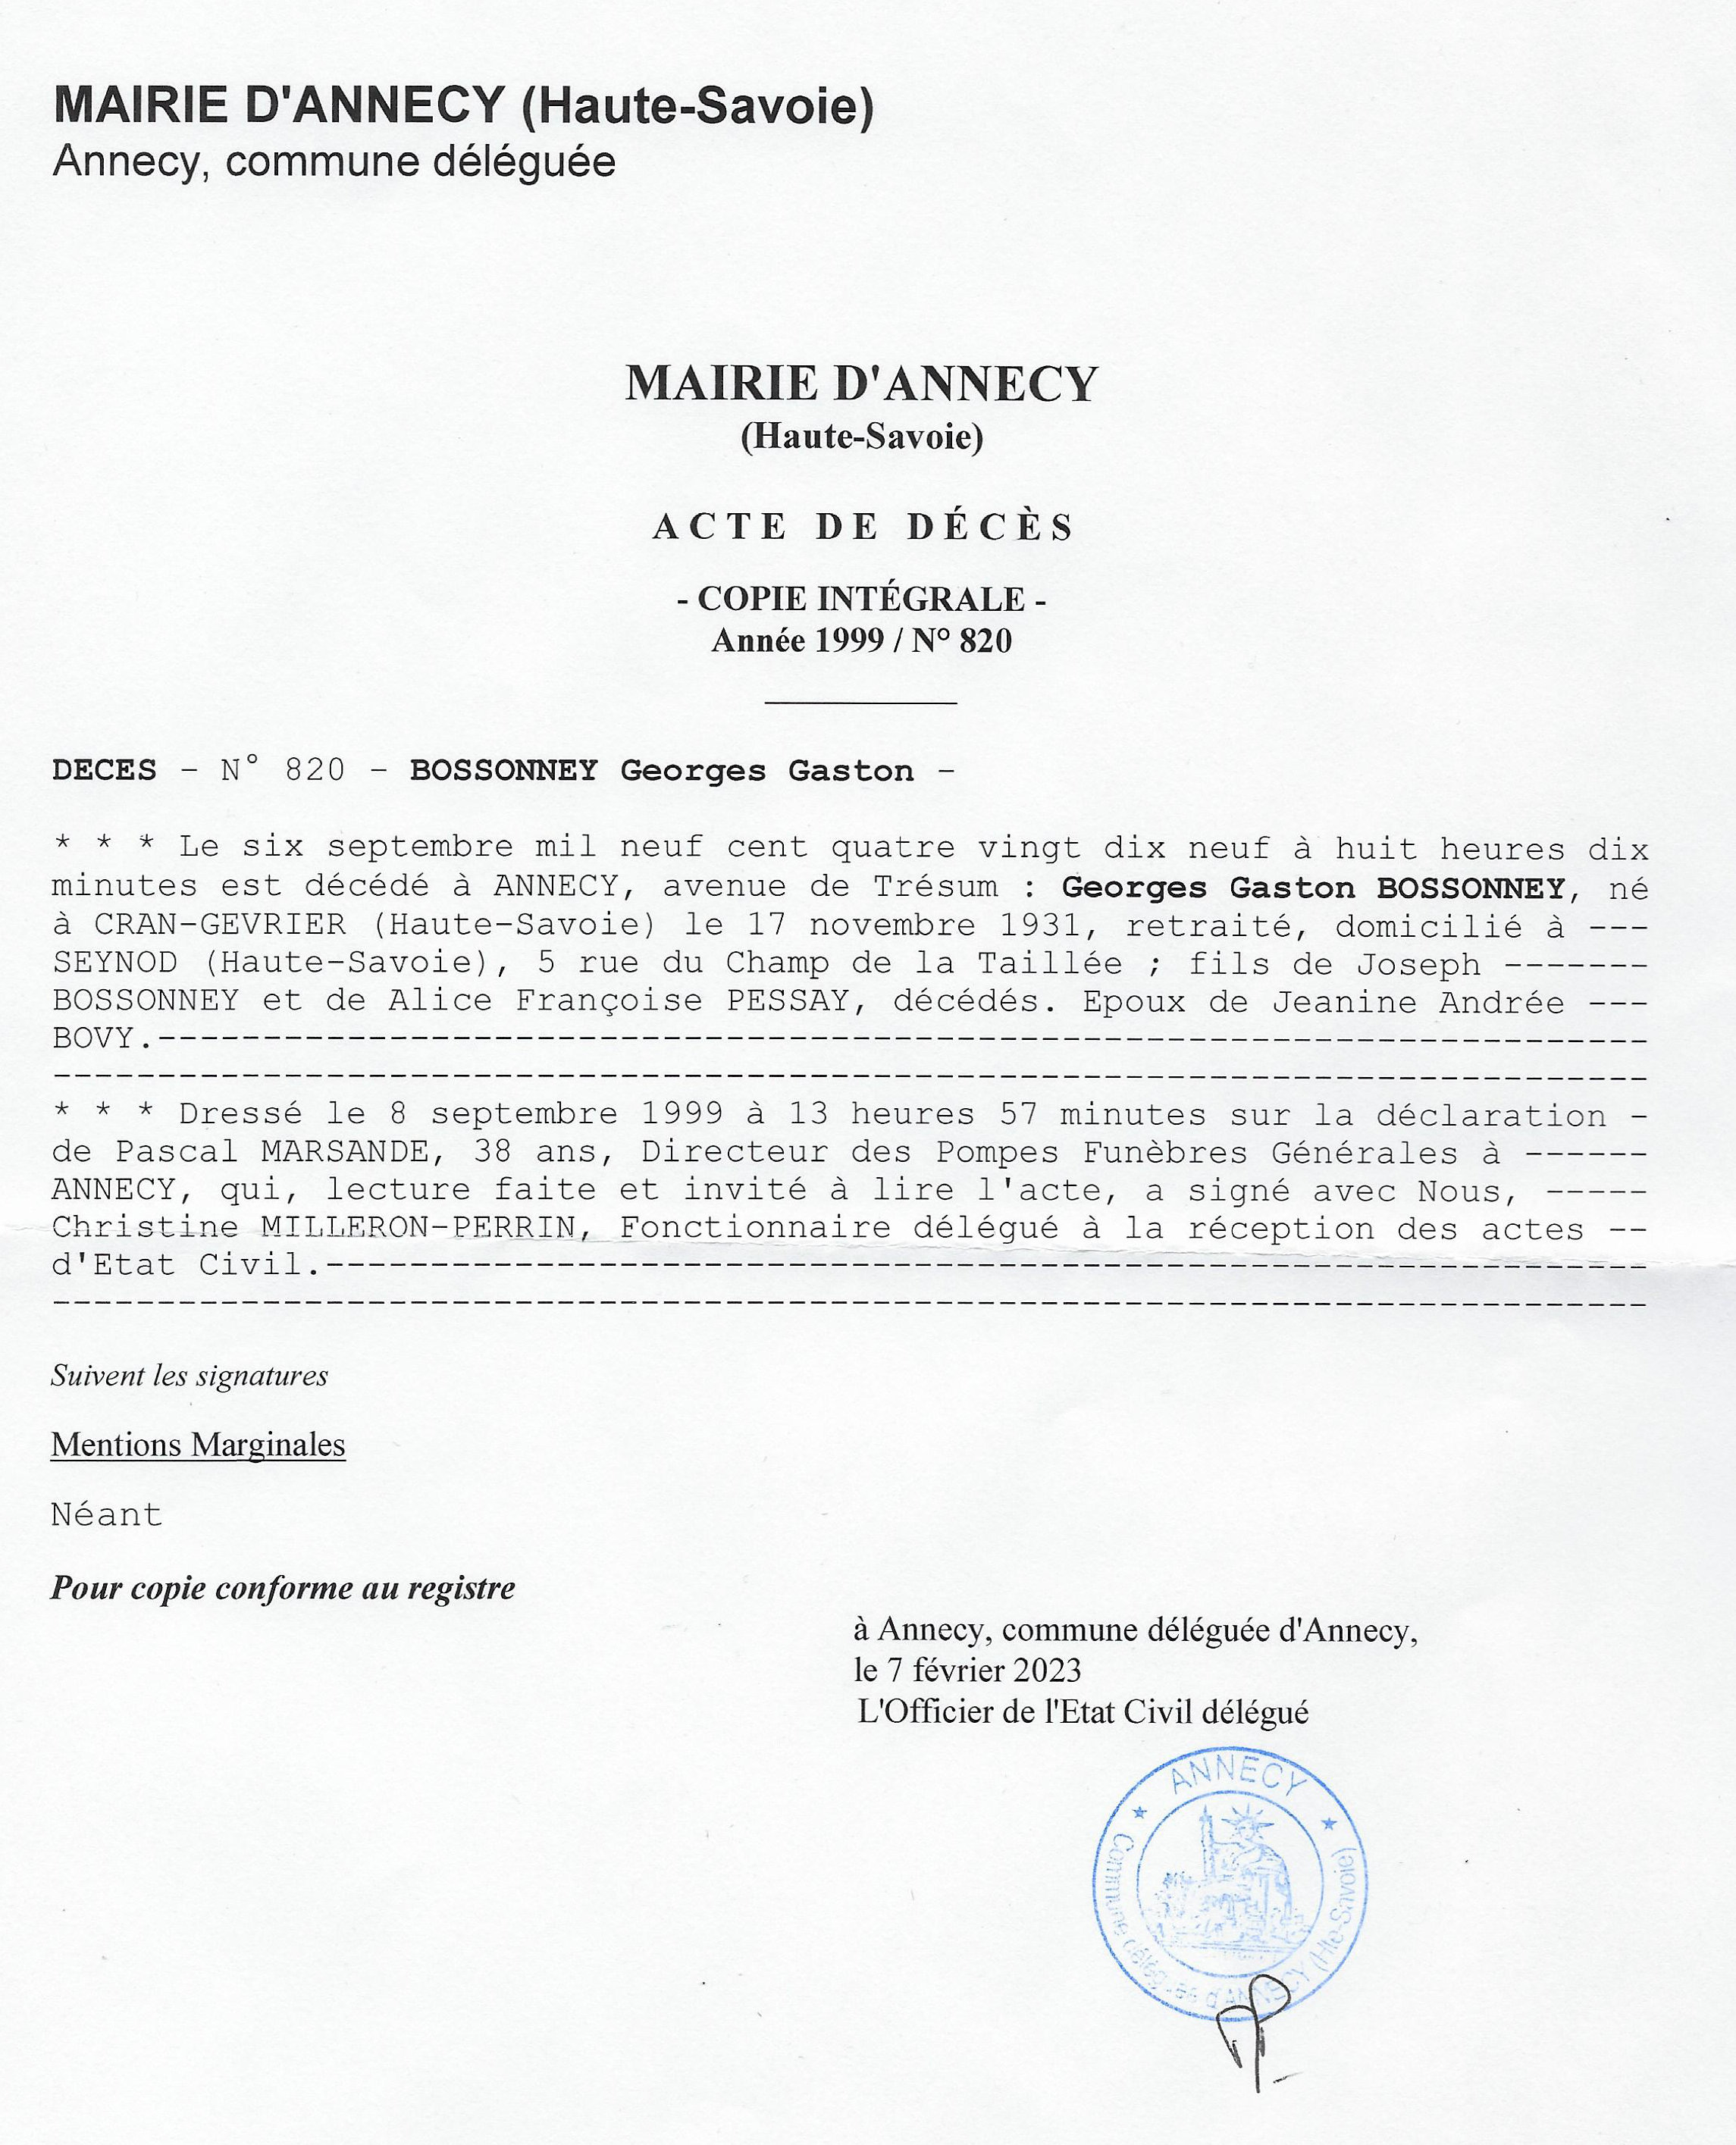 MAIRIE D'ANNECY (Haute-Savoie)
Annecy, commune déléguée
MAIRIE D'ANNECY
(Haute-Savoie)
ACTE DE DÉCÈS
- COPIE INTÉGRALE -
Année 1999 / N° 820
DECES - N° 820 - BOSSONNEY Georges Gaston -
* * * Le six septembre mil neuf cent quatre vingt dix neuf à huit heures dix
minutes est décédé à ANNECY, avenue de Trésum : Georges Gaston BOSSONNEY, né
à CRAN-GEVRIER (Haute-Savoie) le 17 novembre 1931, retraité, domicilié à ---
SEYNOD (Haute-Savoie), 5 rue du Champ de la Taillée ; fils de Joseph -------
BOSSONNEY et de Alice Françoise PESSAY, décédés. Epoux de Jeanine Andrée ---
BOVY.-----------------------------------------------------------------------
----------------------------------------------------------------------------
* * * Dressé le 8 septembre 1999 à 13 heures 57 minutes sur la déclaration -
de Pascal MARSANDE, 38 ans, Directeur des Pompes Funèbres Générales à ------
ANNECY, qui, lecture faite et invité à lire l'acte, a signé avec Nous, -----
Christine MILLERON-PERRIN, Fonctionnaire délégué à la réception des actes --
d'Etat Civil.---------------------------------------------------------------
----------------------------------------------------------------------------
Suivent les signatures
Mentions Marginales
Néant
Pour copie conforme au registre
à Annecy, commune déléguée d'Annecy,
le 7 février 2023
L'Officier de l'Etat Civil délégué
ANNECY
Commune déléguée d'ANNECY (Hte-Savoie)